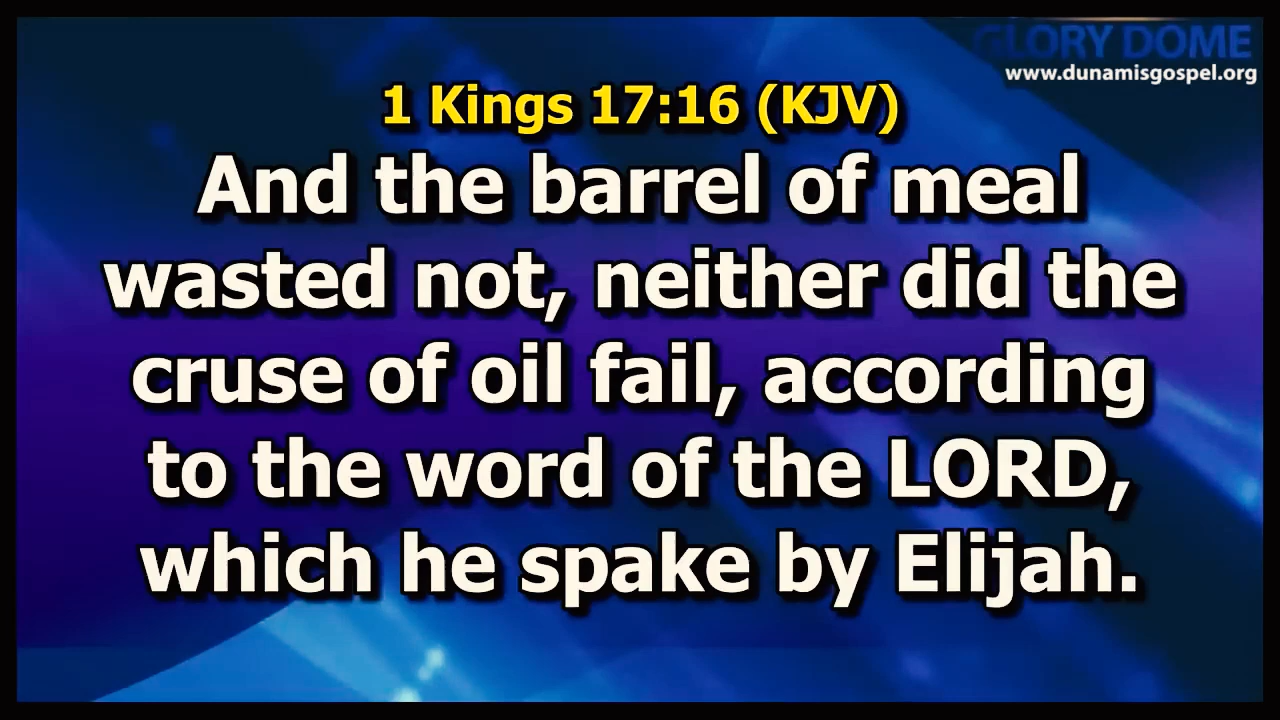 GLORY DOME
www.dunamisgospel.org
1 Kings 17:16 (KJV)
And the barrel of meal
wasted not, neither did the
cruse of oil fail, according
to the word of the LORD,
which he spake by Elijah.